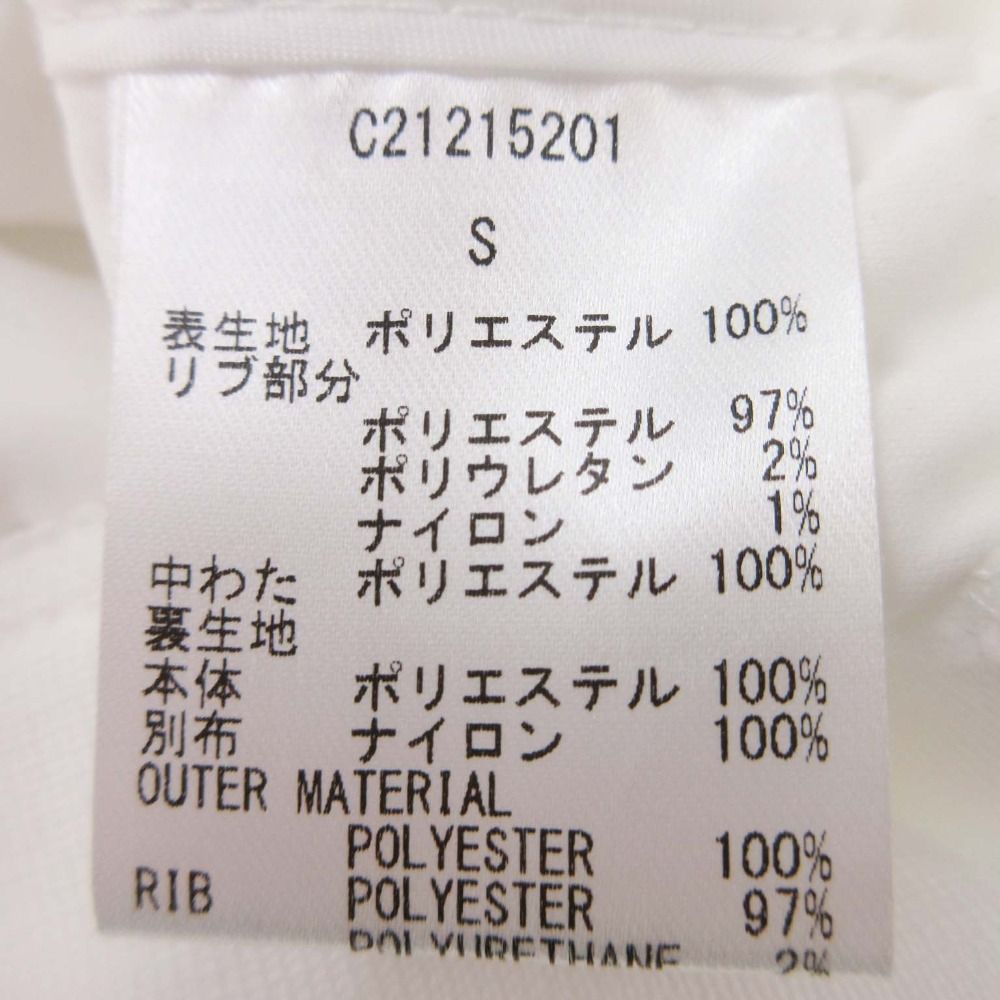 C21215201
S
表生地 ポリエステル 100%
リブ部分
ポリエステル 97%
ポリウレタン 2%
ナイロン 1%
中わた ポリエステル 100%
裏生地
本体 ポリエステル 100%
別布 ナイロン 100%
OUTER MATERIAL
POLYESTER 100%
RIB POLYESTER 97%
POLYURETHANE 2%